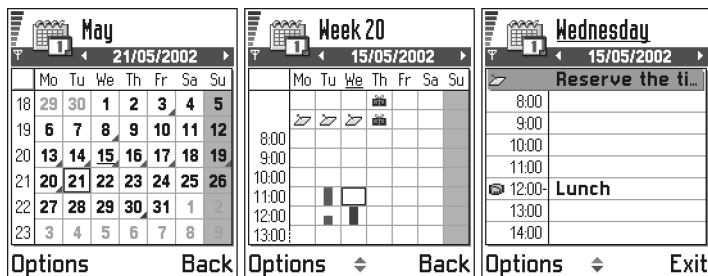 May
21/05/2002
Mo Tu We Th Fr Sa Su
18 29 30 1 2 3 4 5
19 6 7 8 9 10 11 12
20 13 14 15 16 17 18 19
21 20 21 22 23 24 25 26
22 27 28 29 30 31 1 2
23 3 4 5 6 7 8 9
Options Back
Week 20
15/05/2002
Mo Tu We Th Fr Sa Su
8:00
9:00
10:00
11:00
12:00
13:00
Options Back
Wednesday
15/05/2002
Reserve the ti...
8:00
9:00
10:00
11:00
12:00- Lunch
13:00
14:00
Options Exit